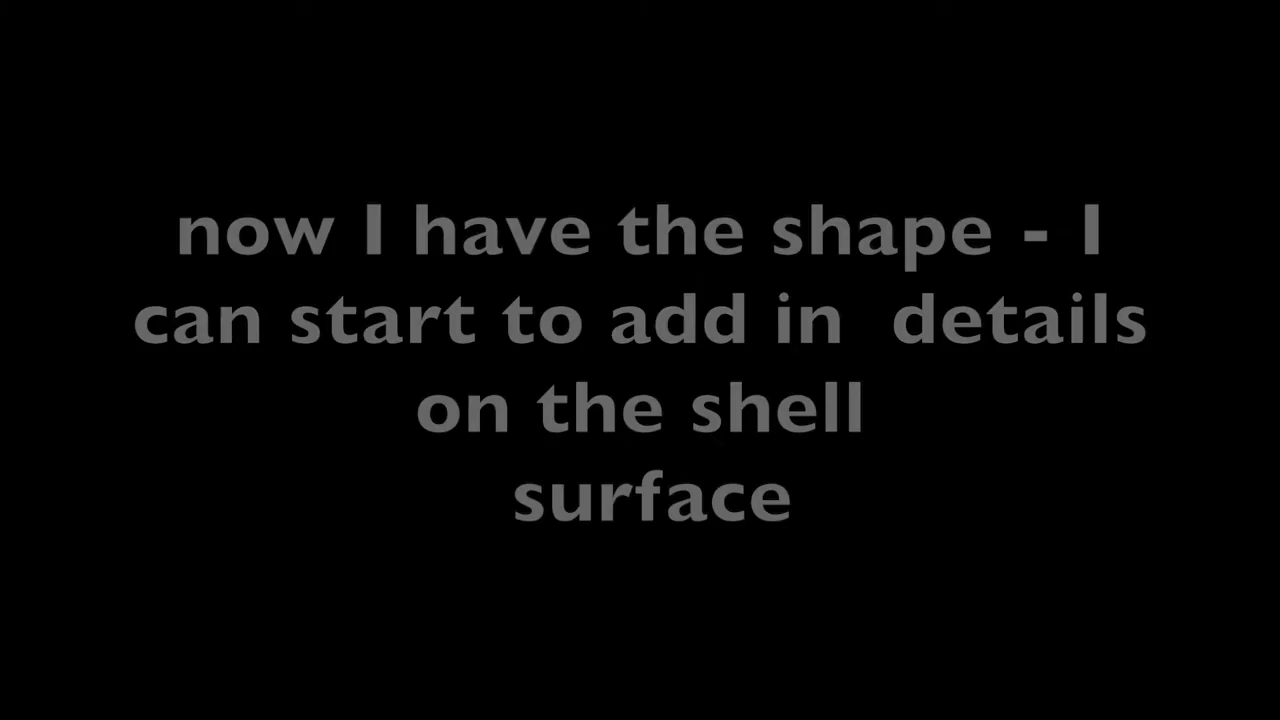 now I have the shape - I
can start to add in  details
on the shell
surface